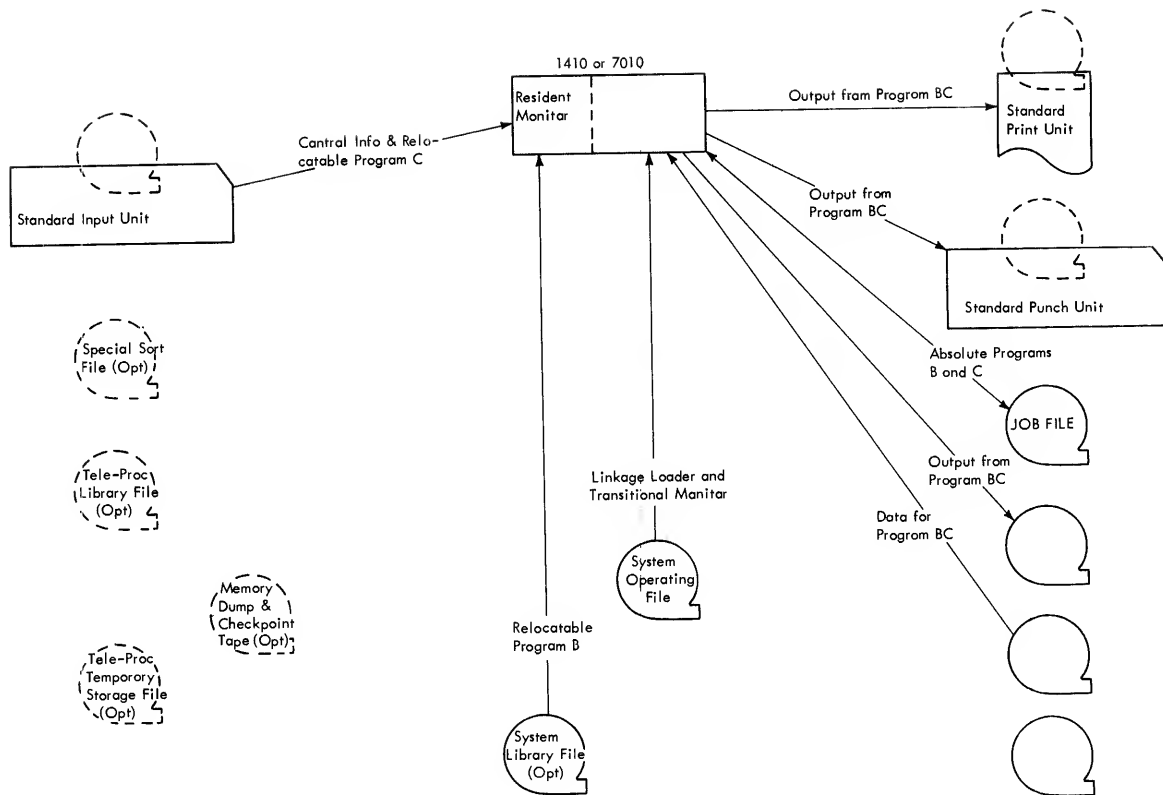 1410 or 7010
Resident
Monitar
Output fram Program BC
Standard
Print Unit
Cantral Info & Relo-
catable Program C
Standard Input Unit
Output from
Program BC
Standard Punch Unit
Special Sort
File (Opt)
Absolute Programs
B ond C
JOB FILE
Tele-Proc
Library File
(Opt)
Linkage Loader and
Transitional Manitar
Output from
Program BC
Data for
Program BC
System
Operating
File
Memory
Dump &
Checkpoint
Tape (Opt)
Relocatable
Program B
Tele-Proc
Temporory
Storage File
(Opt)
System
Library File
(Opt)